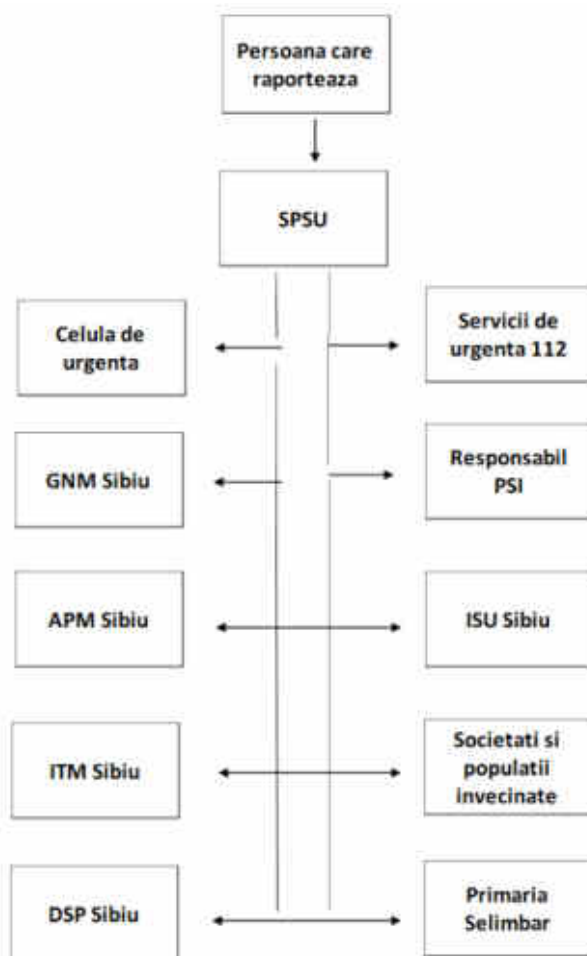 Persoana care
raporteaza
SPSU
Celula de
urgenta
Servicii de
urgenta 112
GNM Sibiu
Responsabil
PSI
APM Sibiu
ISU Sibiu
ITM Sibiu
Societati si
populatii
invecinate
DSP Sibiu
Primaria
Selimbar